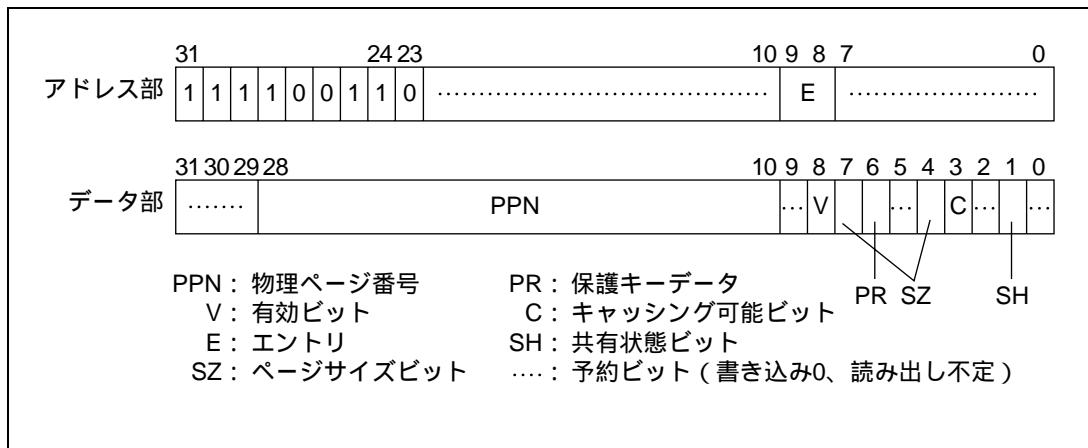 31 24 23 10 9 8 7 0
アドレス部 1 1 1 1 0 0 1 1 0 ………… E …………
31 30 29 28 10 9 8 7 6 5 4 3 2 1 0
データ部 ……. PPN … V … C … …
PR SZ SH
PPN : 物理ページ番号 PR : 保護キーデータ
V : 有効ビット C : キャッシング可能ビット
E : エントリ SH : 共有状態ビット
SZ : ページサイズビット …. : 予約ビット ( 書き込み0、読み出し不定 )